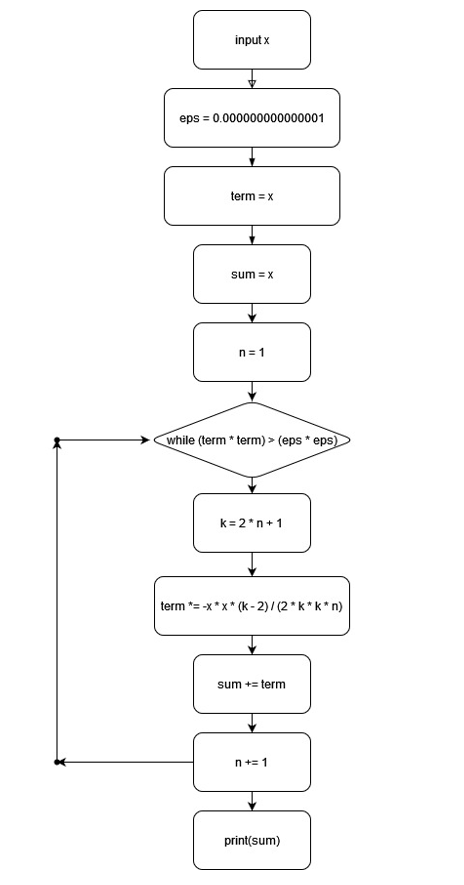 input x
eps = 0.000000000000001
term = x
sum = x
n = 1
while (term * term) > (eps * eps)
k = 2 * n + 1
term *= -x * x * (k - 2) / (2 * k * k * n)
sum += term
n += 1
print(sum)